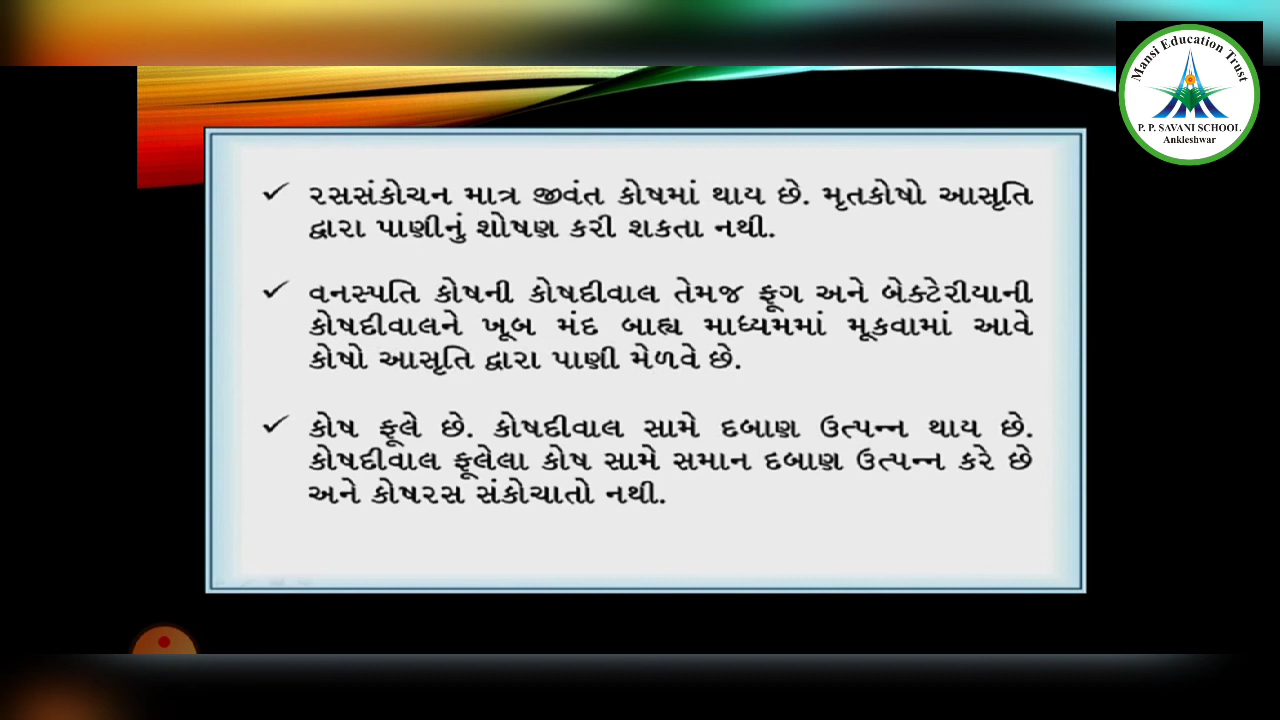 Mansi Education Trust
P. P. SAVANI SCHOOL
Ankleshwar
✓ રસસંકોચન માત્ર જીવંત કોષમાં થાય છે. મૃતકોષો આસૃતિ
દ્વારા પાણીનું શોષણ કરી શકતા નથી.
✓ વનસ્પતિ કોષની કોષદીવાલ તેમજ ફૂગ અને બેક્ટેરીયાની
કોષદીવાલને ખૂબ મંદ બાહ્ય માધ્યમમાં મૂકવામાં આવે
કોષો આસૃતિ દ્વારા પાણી મેળવે છે.
✓ કોષ ફૂલે છે. કોષદીવાલ સામે દબાણ ઉત્પન્ન થાય છે.
કોષદીવાલ ફૂલેલા કોષ સામે સમાન દબાણ ઉત્પન્ન કરે છે
અને કોષરસ સંકોચાતો નથી.